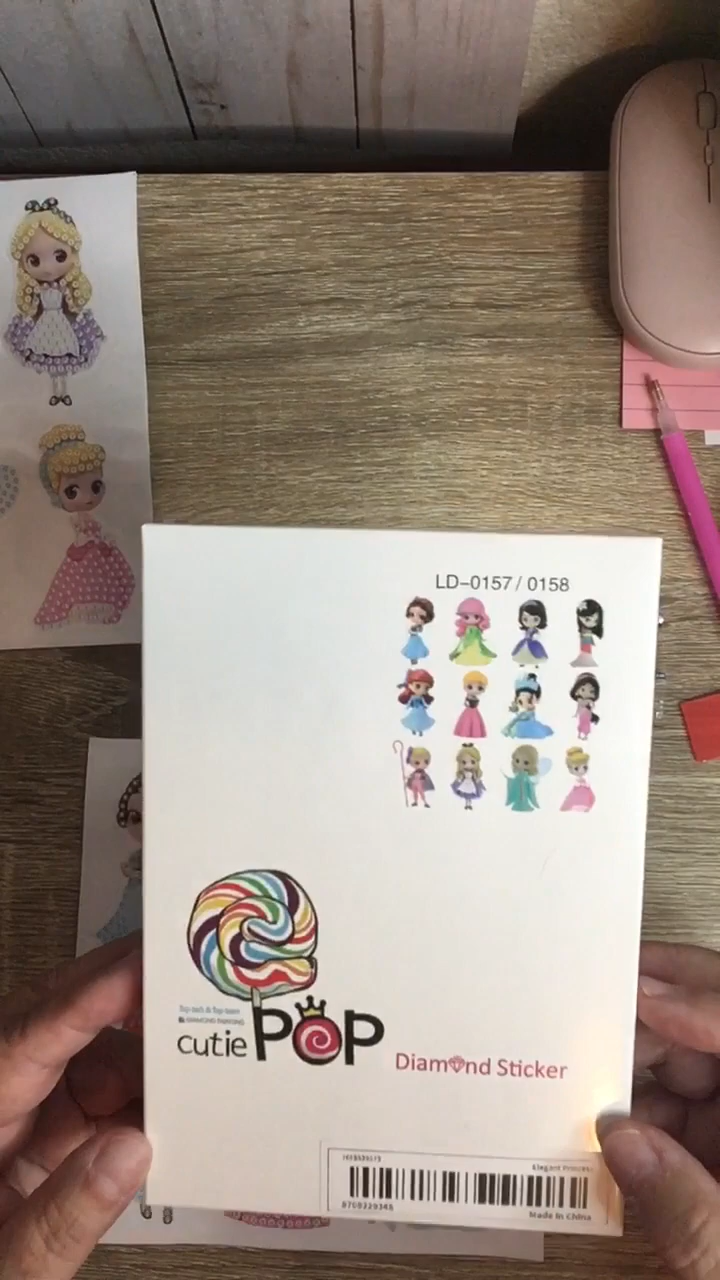 LD-0157 / 0158
cutie POP
Diamond Sticker
Elegant Princess
Made in China